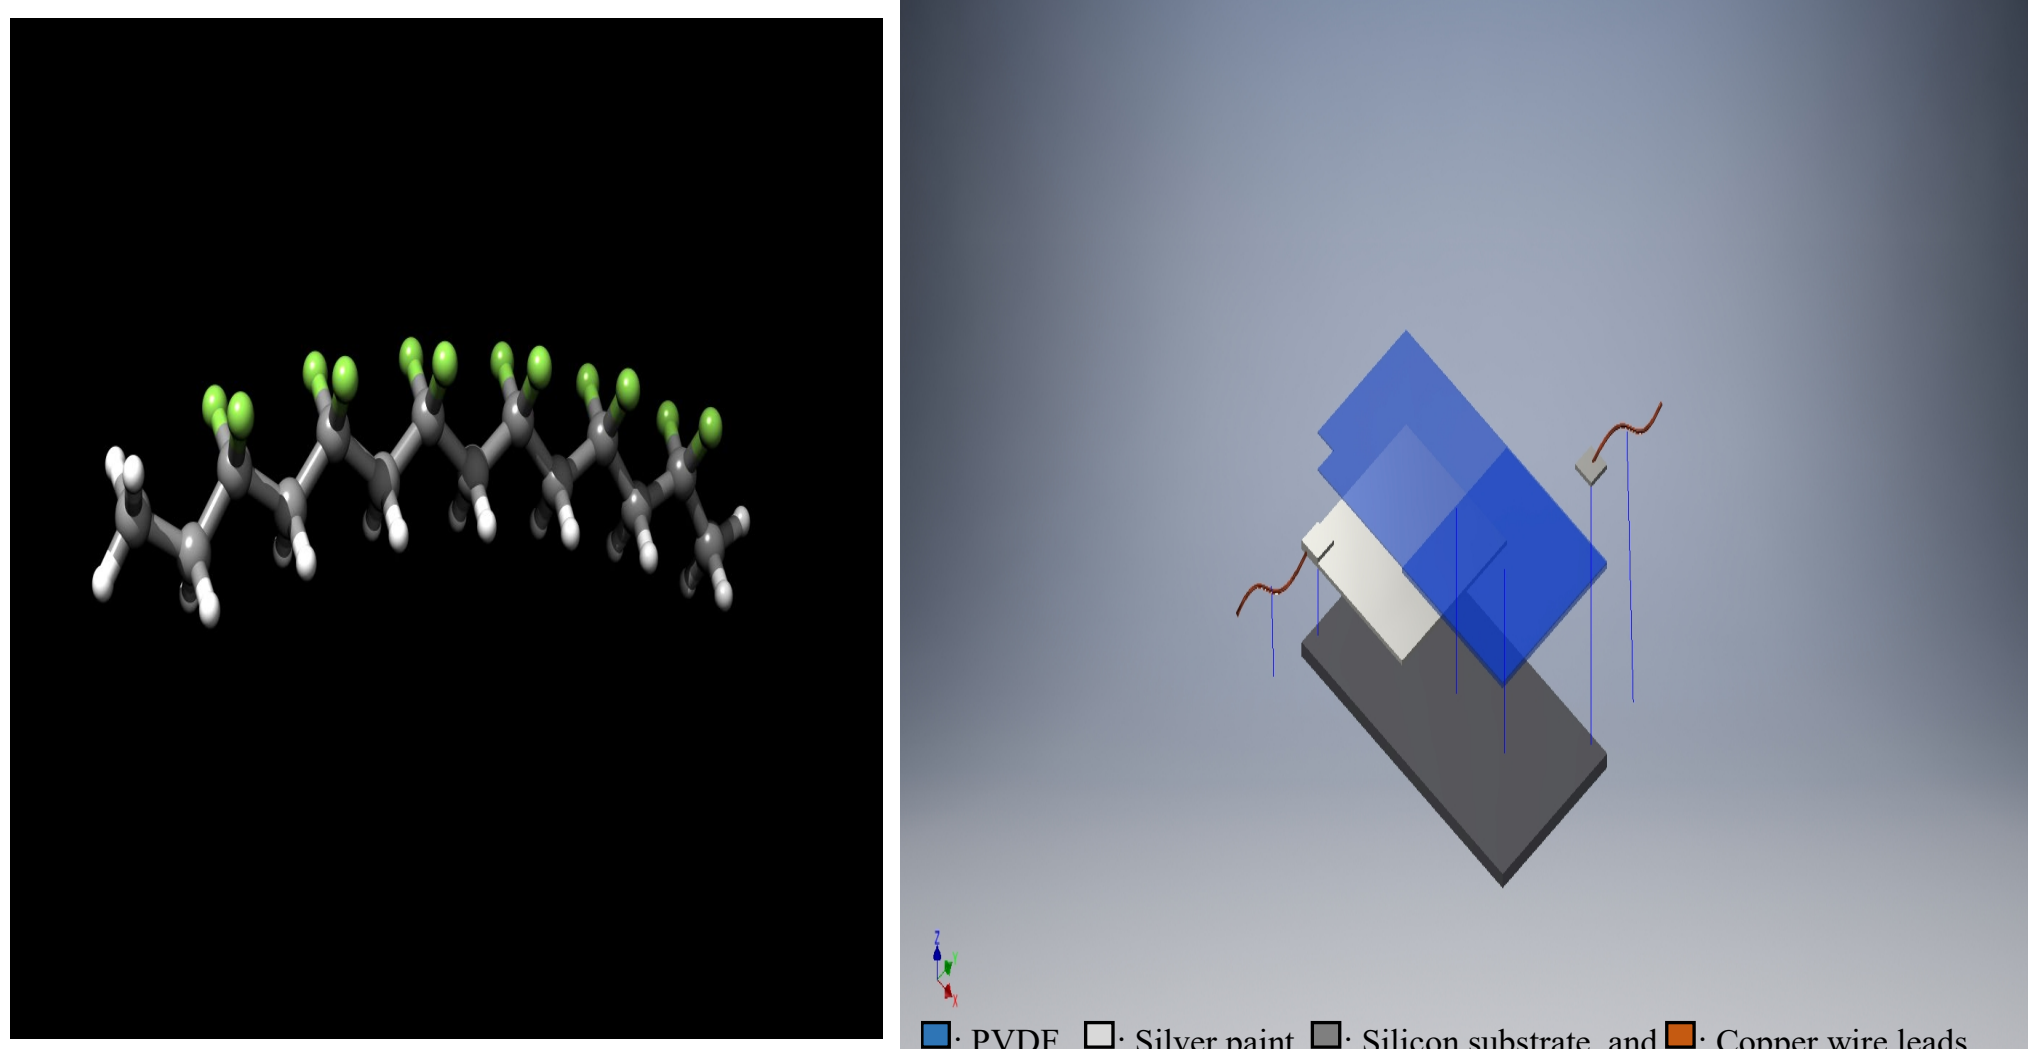 Z
Y
X
: PVDF : Silver paint : Silicon substrate, and : Copper wire leads